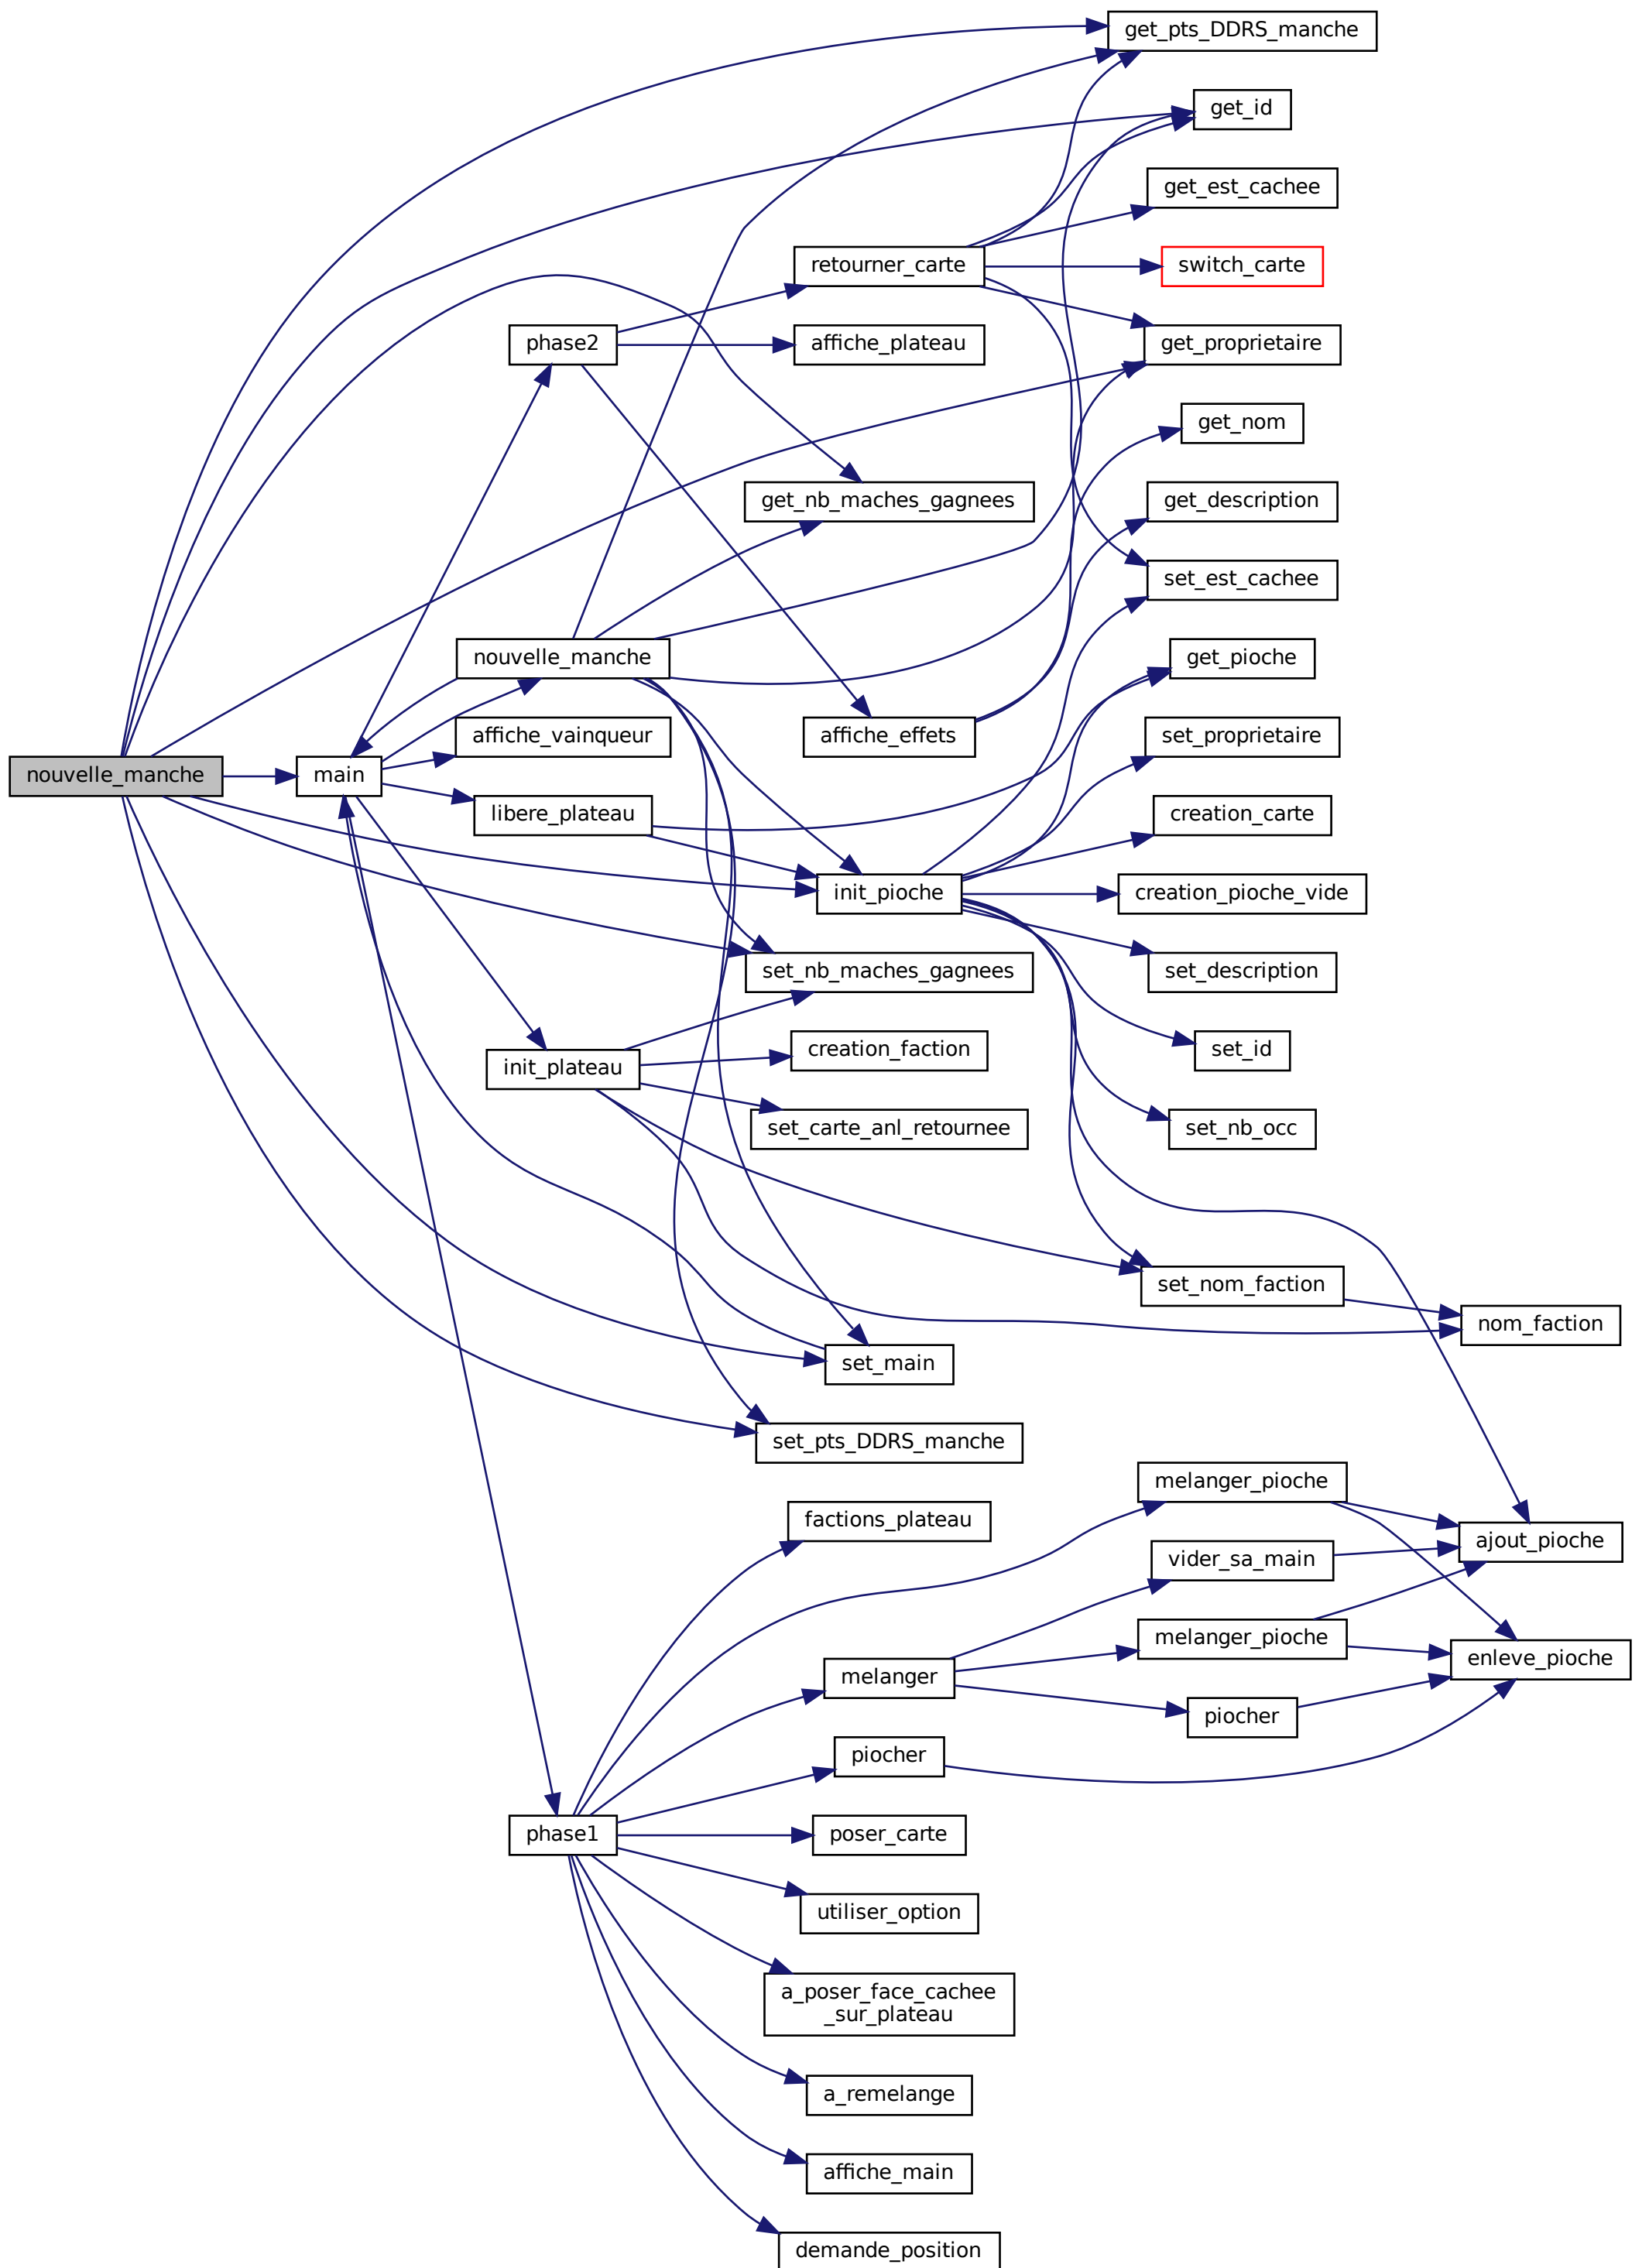 get_pts_DDRS_manche
get_id
get_est_cachee
retourner_carte
switch_carte
phase2
affiche_plateau
get_proprietaire
get_nom
get_nb_maches_gagnees
get_description
set_est_cachee
nouvelle_manche
get_pioche
affiche_vainqueur
affiche_effets
set_proprietaire
nouvelle_manche
main
libere_plateau
creation_carte
init_pioche
creation_pioche_vide
set_nb_maches_gagnees
set_description
init_plateau
creation_faction
set_id
set_carte_anl_retournee
set_nb_occ
set_nom_faction
nom_faction
set_main
set_pts_DDRS_manche
melanger_pioche
factions_plateau
ajout_pioche
vider_sa_main
melanger_pioche
enleve_pioche
melanger
piocher
piocher
phase1
poser_carte
utiliser_option
a_poser_face_cachee
_sur_plateau
a_remelange
affiche_main
demande_position